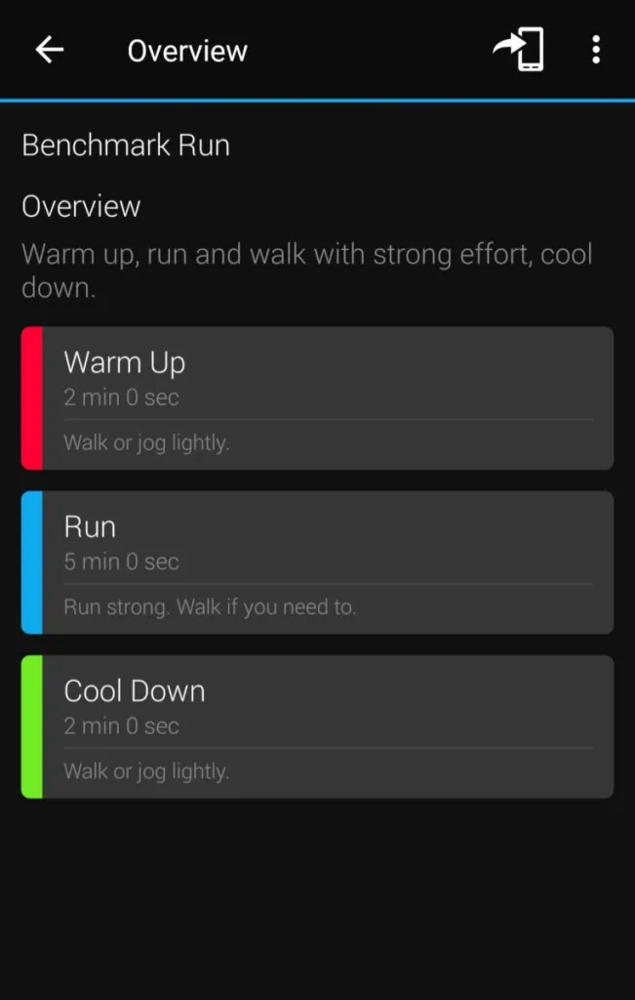 Overview
Benchmark Run
Overview
Warm up, run and walk with strong effort, cool
down.
Warm Up
2 min 0 sec
Walk or jog lightly.
Run
5 min 0 sec
Run strong. Walk if you need to.
Cool Down
2 min 0 sec
Walk or jog lightly.